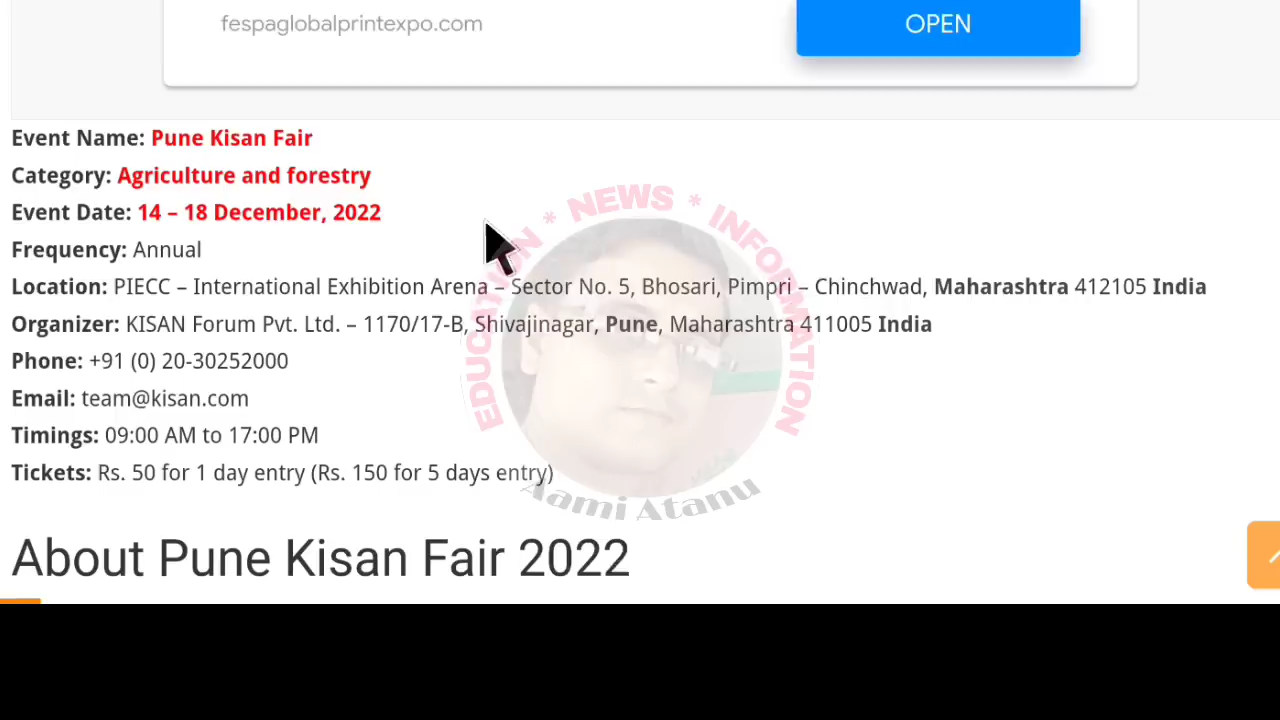 fespaglobalprintexpo.com
OPEN
Event Name: Pune Kisan Fair
Category: Agriculture and forestry
Event Date: 14 – 18 December, 2022
Frequency: Annual
Location: PIECC – International Exhibition Arena – Sector No. 5, Bhosari, Pimpri – Chinchwad, Maharashtra 412105 India
Organizer: KISAN Forum Pvt. Ltd. – 1170/17-B, Shivajinagar, Pune, Maharashtra 411005 India
Phone: +91 (0) 20-30252000
Email: team@kisan.com
Timings: 09:00 AM to 17:00 PM
Tickets: Rs. 50 for 1 day entry (Rs. 150 for 5 days entry)
EDUCATION * NEWS * INFORMATION
Aami Atanu
About Pune Kisan Fair 2022